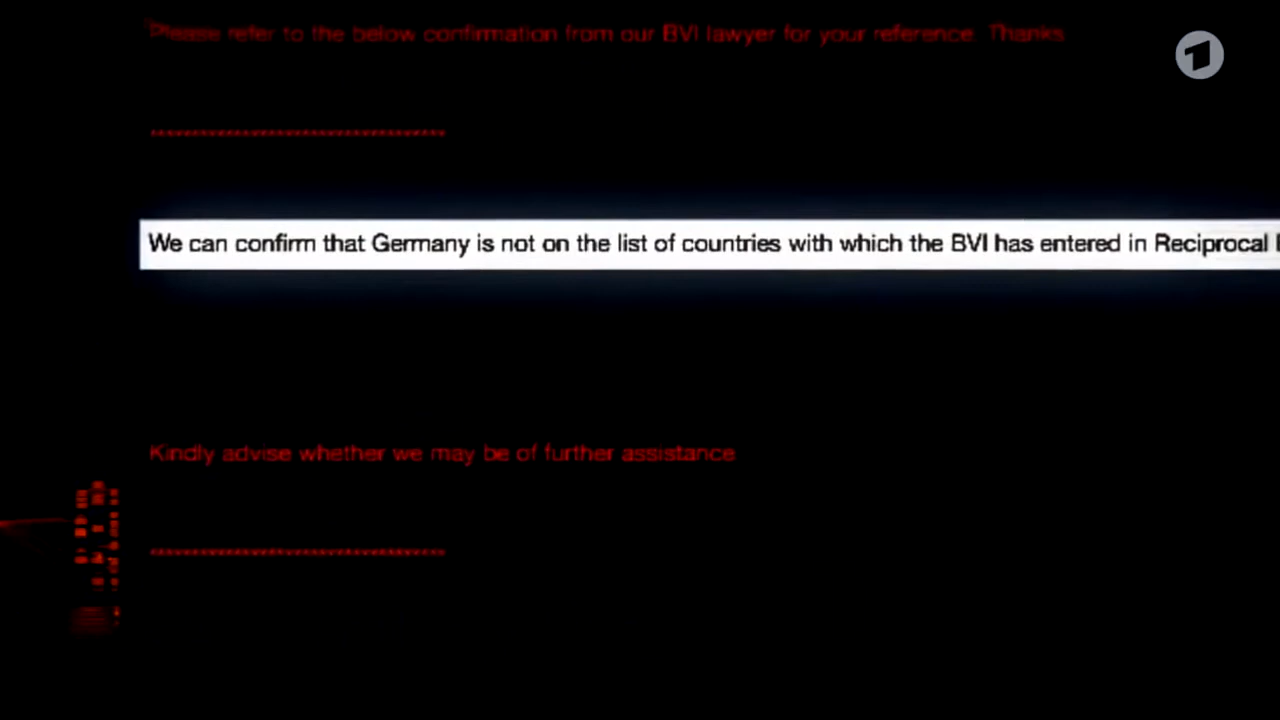 Please refer to the below confirmation from our BVI lawyer for your reference. Thanks
We can confirm that Germany is not on the list of countries with which the BVI has entered in Reciprocal
Kindly advise whether we may be of further assistance
1